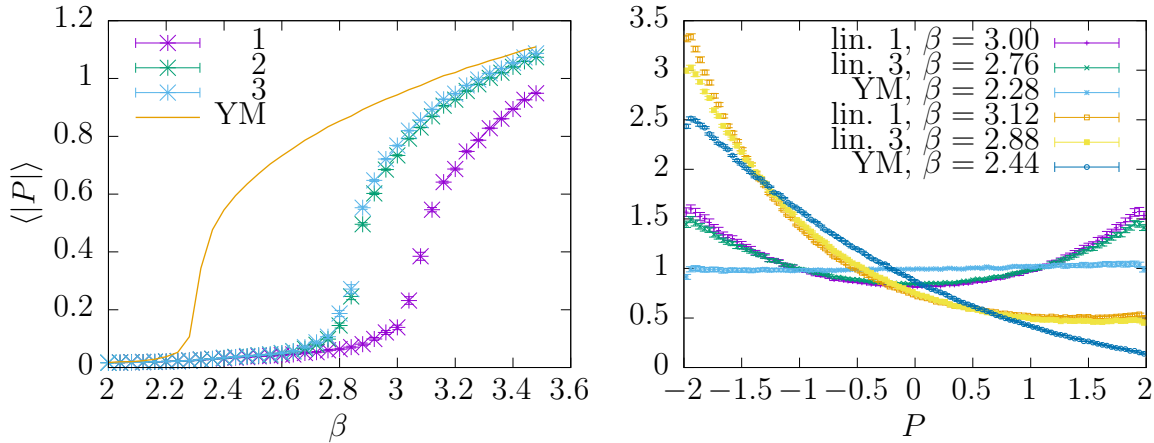 1.2
1
0.8
0.6
0.4
0.2
0
⟨|P|⟩
1
2
3
YM
2 2.2 2.4 2.6 2.8 3 3.2 3.4 3.6
β
3.5
3
2.5
2
1.5
1
0.5
0
lin. 1, β = 3.00
lin. 3, β = 2.76
YM, β = 2.28
lin. 1, β = 3.12
lin. 3, β = 2.88
YM, β = 2.44
−2 −1.5 −1 −0.5 0 0.5 1 1.5 2
P